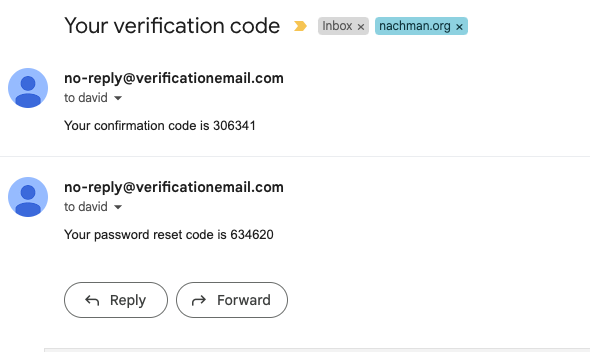 Your verification code Inbox × nachman.org ×
no-reply@verificationemail.com
to david
Your confirmation code is 306341
no-reply@verificationemail.com
to david
Your password reset code is 634620
Reply Forward